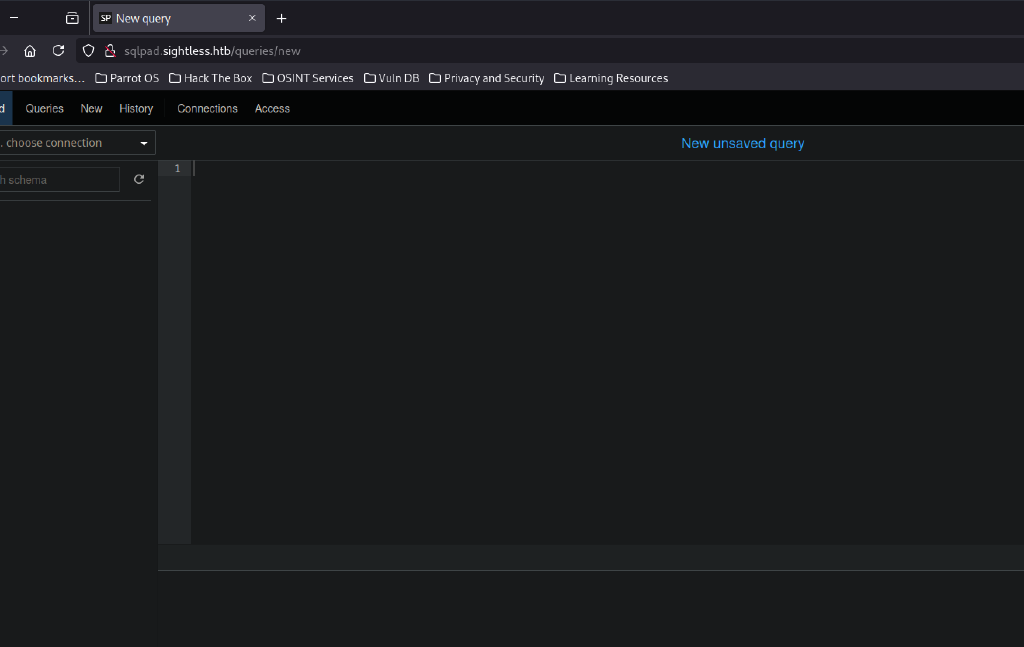 SP New query
sqlpad.sightless.htb/queries/new
ort bookmarks... Parrot OS Hack The Box OSINT Services Vuln DB Privacy and Security Learning Resources
d Queries New History Connections Access
. choose connection New unsaved query
h schema
1